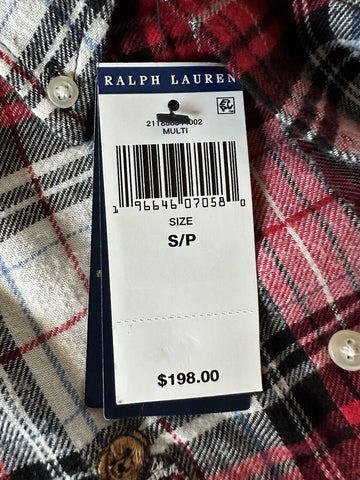 RALPH LAUREN
MULTI
1 96646 07058 0
SIZE
S/P
$198.00